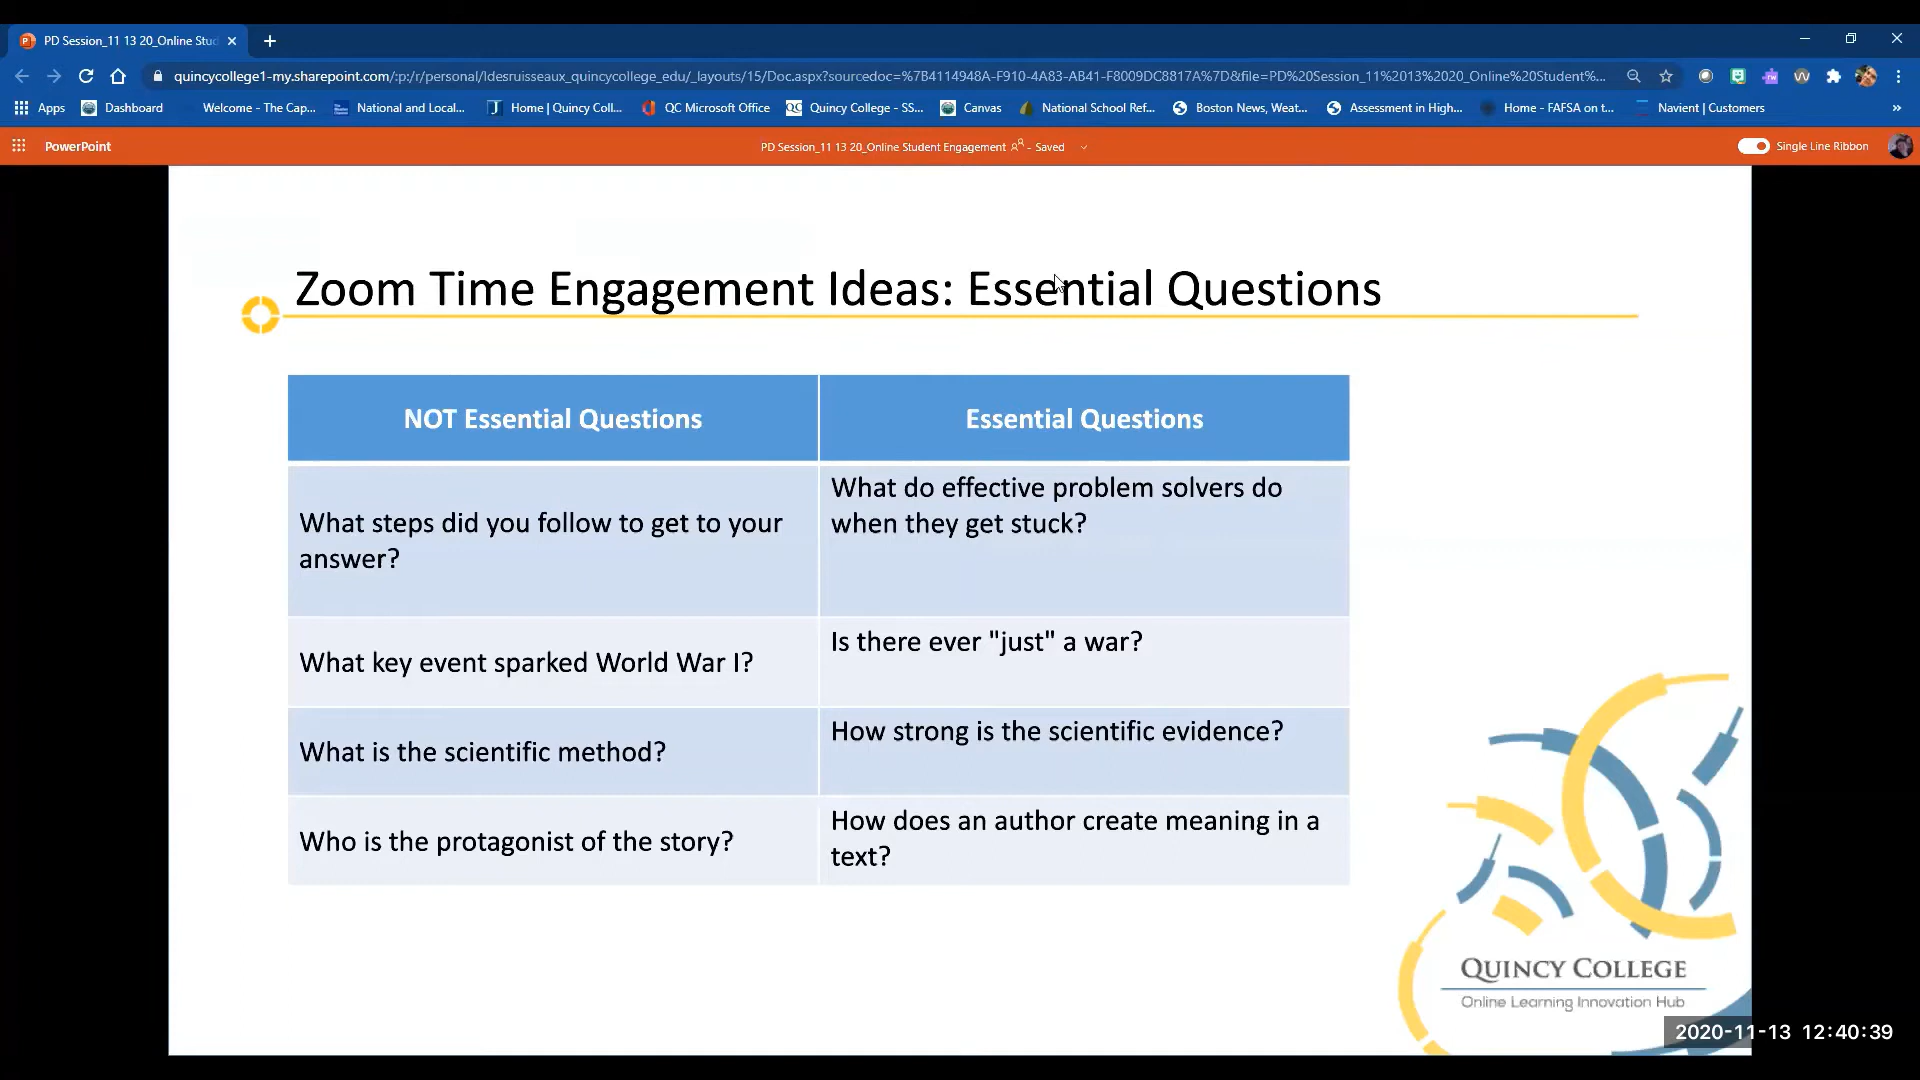 PD Session_11 13 20_Online Stud
quincycollege1-my.sharepoint.com/:p:/r/personal/ldesruisseaux_quincycollege_edu/_layouts/15/Doc.aspx?sourcedoc=%7B4114948A-F910-4A83-AB41-F8009DC8817A%7D&file=PD%20Session_11%2013%2020_Online%20Student%...
Apps Dashboard Welcome - The Cap... National and Local... Home | Quincy Coll... QC Microsoft Office Quincy College - SS... Canvas National School Ref... Boston News, Weat... Assessment in High... Home - FAFSA on t... Navient | Customers »
PowerPoint PD Session_11 13 20_Online Student Engagement - Saved Single Line Ribbon
Zoom Time Engagement Ideas: Essential Questions
NOT Essential Questions
Essential Questions
What steps did you follow to get to your
answer?
What do effective problem solvers do
when they get stuck?
What key event sparked World War I?
Is there ever "just" a war?
What is the scientific method?
How strong is the scientific evidence?
Who is the protagonist of the story?
How does an author create meaning in a
text?
QUINCY COLLEGE
Online Learning Innovation Hub
2020-11-13 12:40:39